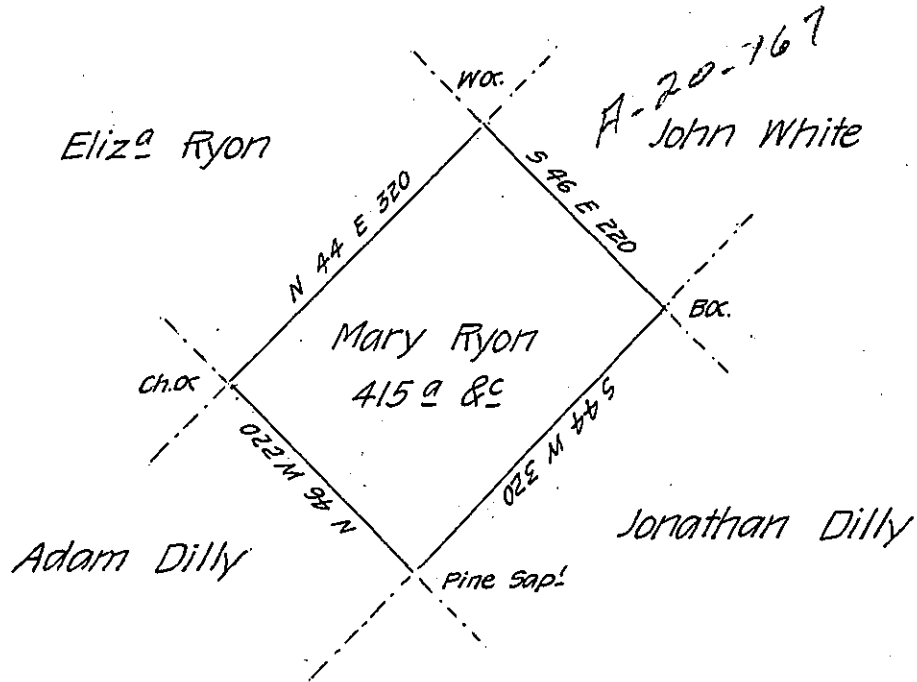 A-20-167
W.O.
Eliz.a Ryon
John White
N 44 E 320
S 46 E 220
B.O.
Mary Ryon
415 a &c
Ch.O
S 44 W 320
N 46 W 220
Jonathan Dilly
Adam Dilly
Pine Sap.l